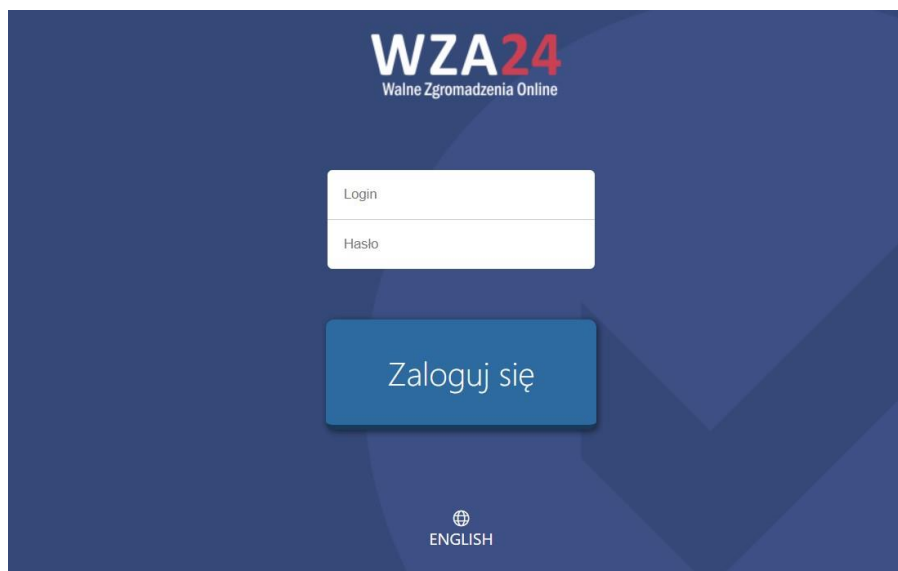 WZA24
Walne Zgromadzenia Online
Login
Hasło
Zaloguj się
ENGLISH